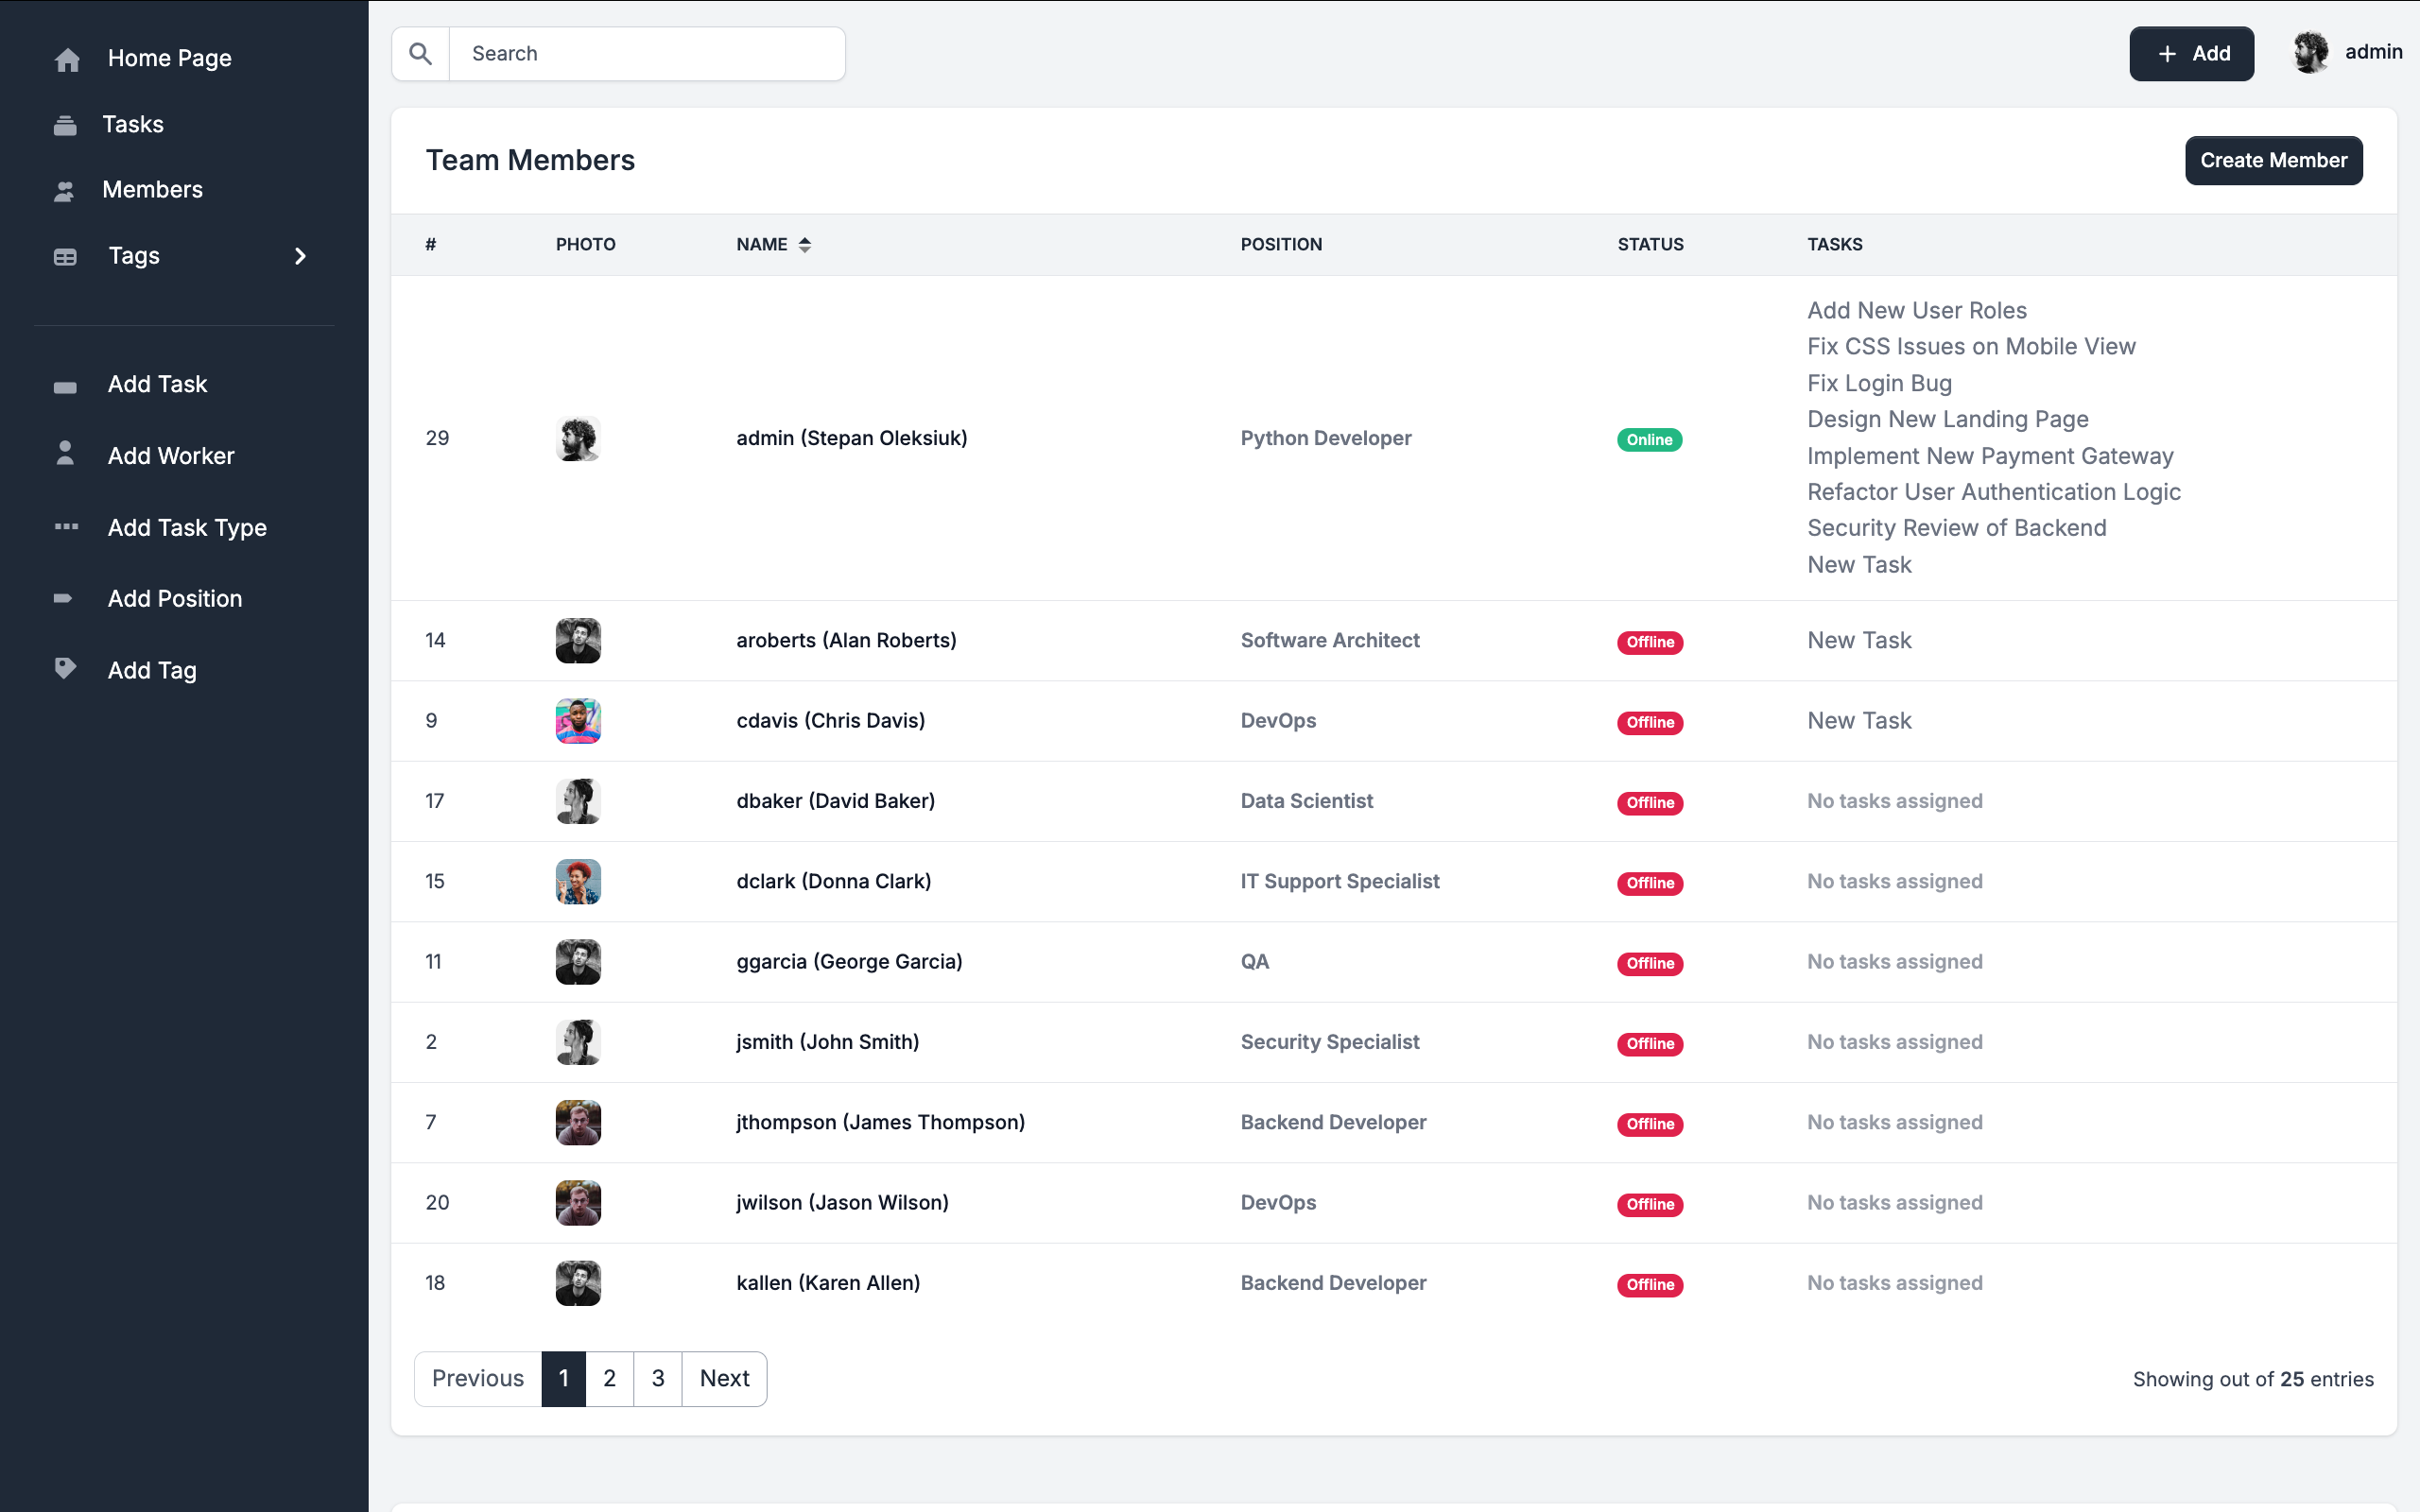 Home Page
Tasks
Members
Tags
Add Task
Add Worker
Add Task Type
Add Position
Add Tag
Search
+ Add
admin
Team Members
Create Member
# PHOTO NAME POSITION STATUS TASKS
29 admin (Stepan Oleksiuk) Python Developer Online
Add New User Roles
Fix CSS Issues on Mobile View
Fix Login Bug
Design New Landing Page
Implement New Payment Gateway
Refactor User Authentication Logic
Security Review of Backend
New Task
14 aroberts (Alan Roberts) Software Architect Offline New Task
9 cdavis (Chris Davis) DevOps Offline New Task
17 dbaker (David Baker) Data Scientist Offline No tasks assigned
15 dclark (Donna Clark) IT Support Specialist Offline No tasks assigned
11 ggarcia (George Garcia) QA Offline No tasks assigned
2 jsmith (John Smith) Security Specialist Offline No tasks assigned
7 jthompson (James Thompson) Backend Developer Offline No tasks assigned
20 jwilson (Jason Wilson) DevOps Offline No tasks assigned
18 kallen (Karen Allen) Backend Developer Offline No tasks assigned
Previous 1 2 3 Next
Showing out of 25 entries